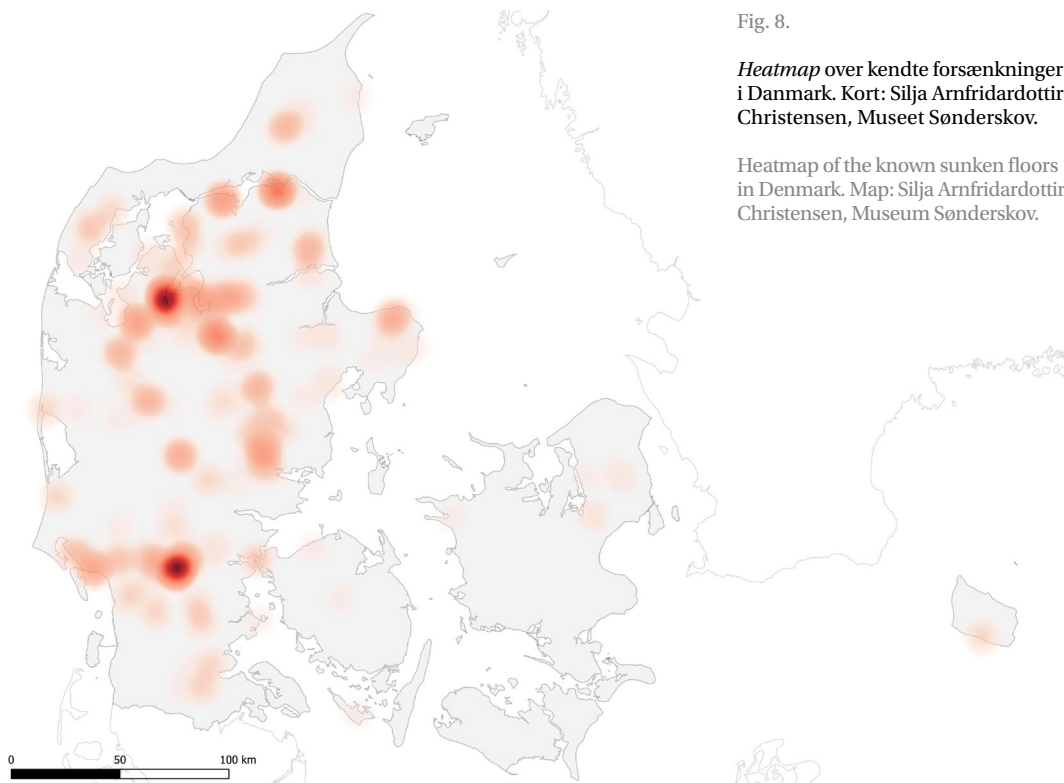 Fig. 8.
Heatmap over kendte forsænkninger
i Danmark. Kort: Silja Arnfridardottir
Christensen, Museet Sønderskov.
Heatmap of the known sunken floors
in Denmark. Map: Silja Arnfridardottir
Christensen, Museum Sønderskov.
0 50 100 km